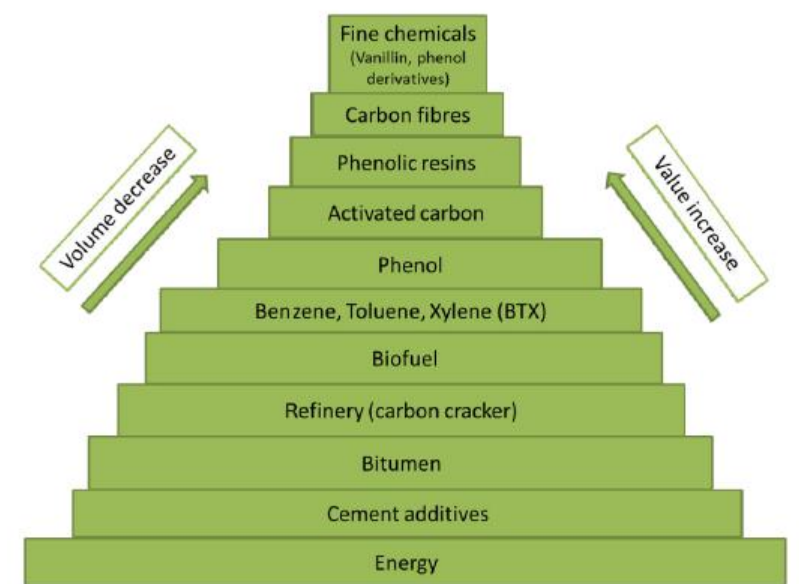 Fine chemicals
(Vanillin, phenol
derivatives)
Carbon fibres
Phenolic resins
Activated carbon
Phenol
Benzene, Toluene, Xylene (BTX)
Biofuel
Refinery (carbon cracker)
Bitumen
Cement additives
Energy
Volume decrease
Value increase